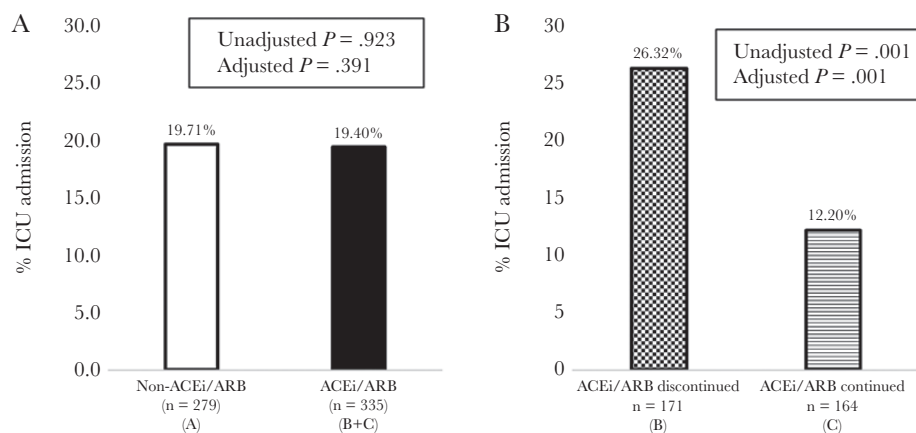 A
% ICU admission
30.0
25.0
20.0
15.0
10.0
5.0
0.0
Unadjusted P = .923
Adjusted P = .391
19.71%
19.40%
Non-ACEi/ARB
(n = 279)
(A)
ACEi/ARB
(n = 335)
(B+C)
B
% ICU admission
30
25
20
15
10
5
0
Unadjusted P = .001
Adjusted P = .001
26.32%
12.20%
ACEi/ARB discontinued
n = 171
(B)
ACEi/ARB continued
n = 164
(C)